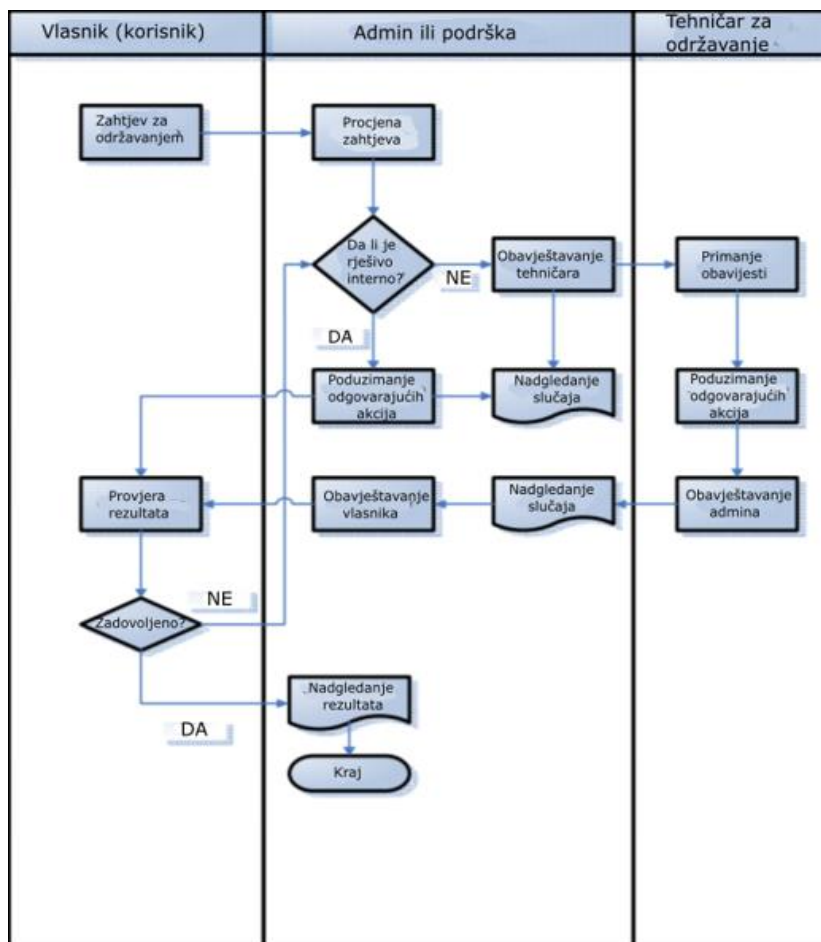 Vlasnik (korisnik)
Admin ili podrška
Tehničar za
održavanje
Zahtjev za
održavanjem
Procjena
zahtjeva
Da li je
rješivo
interno?
NE
Obavještavanje
tehničara
Primanje
obavijesti
DA
Poduzimanje
odgovarajućih
akcija
Nadgledanje
slučaja
Poduzimanje
odgovarajućih
akcija
Provjera
rezultata
Obavještavanje
vlasnika
Nadgledanje
slučaja
Obavještavanje
admina
NE
Zadovoljeno?
Nadgledanje
rezultata
DA
Kraj